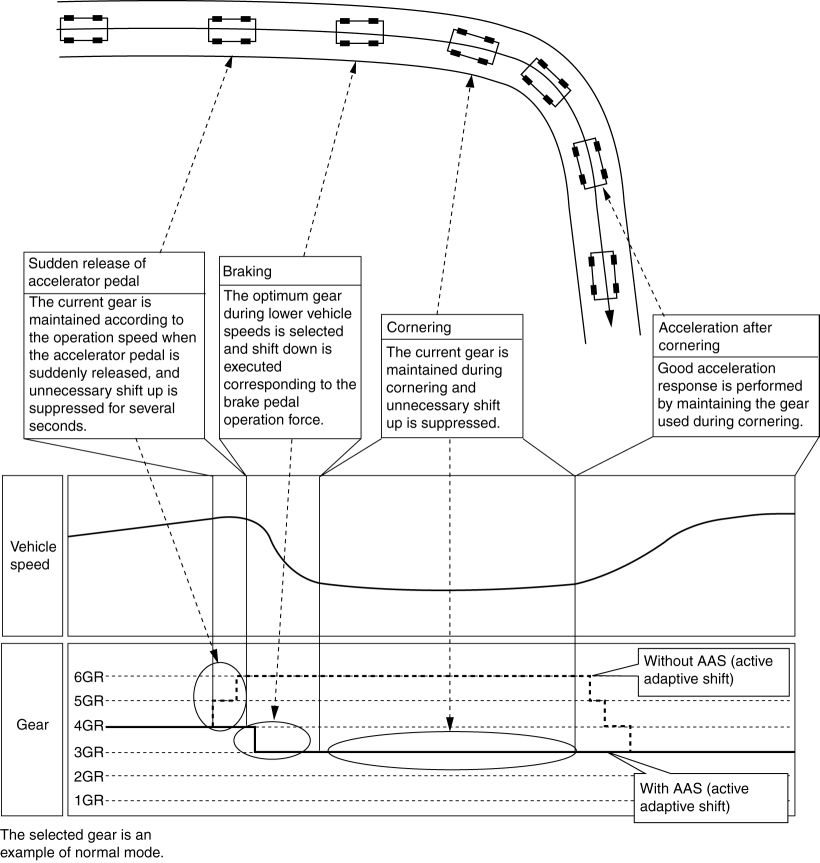 Sudden release of
accelerator pedal
The current gear is
maintained according to
the operation speed when
the accelerator pedal is
suddenly released, and
unnecessary shift up is
suppressed for several
seconds.
Braking
The optimum gear
during lower vehicle
speeds is selected
and shift down is
executed
corresponding to the
brake pedal
operation force.
Cornering
The current gear is
maintained during
cornering and
unnecessary shift
up is suppressed.
Acceleration after
cornering
Good acceleration
response is performed
by maintaining the gear
used during cornering.
Vehicle
speed
Gear
6GR
5GR
4GR
3GR
2GR
1GR
Without AAS (active
adaptive shift)
With AAS (active
adaptive shift)
The selected gear is an
example of normal mode.